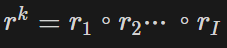 r^k = r_1 ∘ r_2 ⋯ ∘ r_I